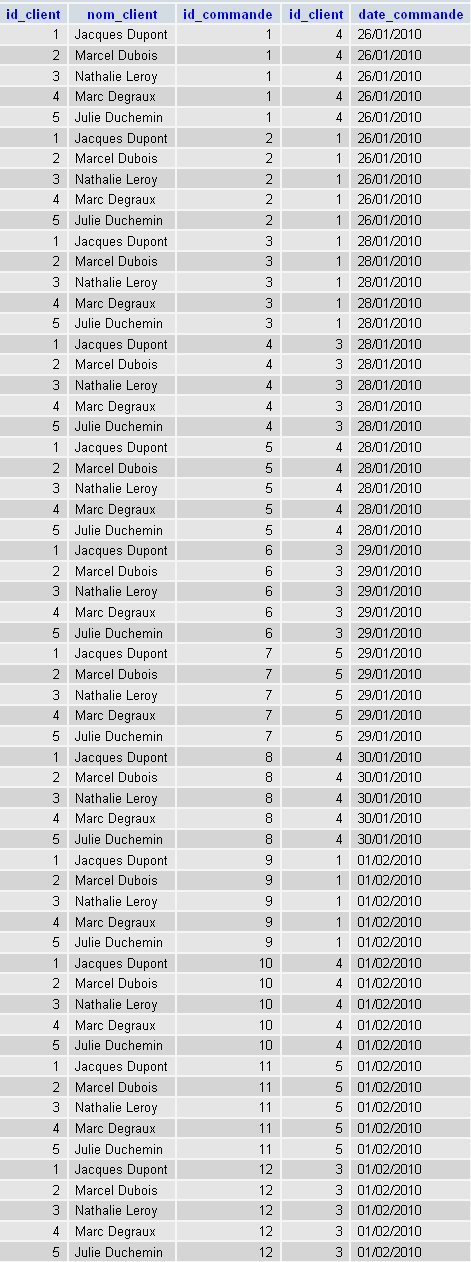 id_client nom_client id_commande id_client date_commande
1 Jacques Dupont 1 4 26/01/2010
2 Marcel Dubois 1 4 26/01/2010
3 Nathalie Leroy 1 4 26/01/2010
4 Marc Degraux 1 4 26/01/2010
5 Julie Duchemin 1 4 26/01/2010
1 Jacques Dupont 2 1 26/01/2010
2 Marcel Dubois 2 1 26/01/2010
3 Nathalie Leroy 2 1 26/01/2010
4 Marc Degraux 2 1 26/01/2010
5 Julie Duchemin 2 1 26/01/2010
1 Jacques Dupont 3 1 28/01/2010
2 Marcel Dubois 3 1 28/01/2010
3 Nathalie Leroy 3 1 28/01/2010
4 Marc Degraux 3 1 28/01/2010
5 Julie Duchemin 3 1 28/01/2010
1 Jacques Dupont 4 3 28/01/2010
2 Marcel Dubois 4 3 28/01/2010
3 Nathalie Leroy 4 3 28/01/2010
4 Marc Degraux 4 3 28/01/2010
5 Julie Duchemin 4 3 28/01/2010
1 Jacques Dupont 5 4 28/01/2010
2 Marcel Dubois 5 4 28/01/2010
3 Nathalie Leroy 5 4 28/01/2010
4 Marc Degraux 5 4 28/01/2010
5 Julie Duchemin 5 4 28/01/2010
1 Jacques Dupont 6 3 29/01/2010
2 Marcel Dubois 6 3 29/01/2010
3 Nathalie Leroy 6 3 29/01/2010
4 Marc Degraux 6 3 29/01/2010
5 Julie Duchemin 6 3 29/01/2010
1 Jacques Dupont 7 5 29/01/2010
2 Marcel Dubois 7 5 29/01/2010
3 Nathalie Leroy 7 5 29/01/2010
4 Marc Degraux 7 5 29/01/2010
5 Julie Duchemin 7 5 29/01/2010
1 Jacques Dupont 8 4 30/01/2010
2 Marcel Dubois 8 4 30/01/2010
3 Nathalie Leroy 8 4 30/01/2010
4 Marc Degraux 8 4 30/01/2010
5 Julie Duchemin 8 4 30/01/2010
1 Jacques Dupont 9 1 01/02/2010
2 Marcel Dubois 9 1 01/02/2010
3 Nathalie Leroy 9 1 01/02/2010
4 Marc Degraux 9 1 01/02/2010
5 Julie Duchemin 9 1 01/02/2010
1 Jacques Dupont 10 4 01/02/2010
2 Marcel Dubois 10 4 01/02/2010
3 Nathalie Leroy 10 4 01/02/2010
4 Marc Degraux 10 4 01/02/2010
5 Julie Duchemin 10 4 01/02/2010
1 Jacques Dupont 11 5 01/02/2010
2 Marcel Dubois 11 5 01/02/2010
3 Nathalie Leroy 11 5 01/02/2010
4 Marc Degraux 11 5 01/02/2010
5 Julie Duchemin 11 5 01/02/2010
1 Jacques Dupont 12 3 01/02/2010
2 Marcel Dubois 12 3 01/02/2010
3 Nathalie Leroy 12 3 01/02/2010
4 Marc Degraux 12 3 01/02/2010
5 Julie Duchemin 12 3 01/02/2010